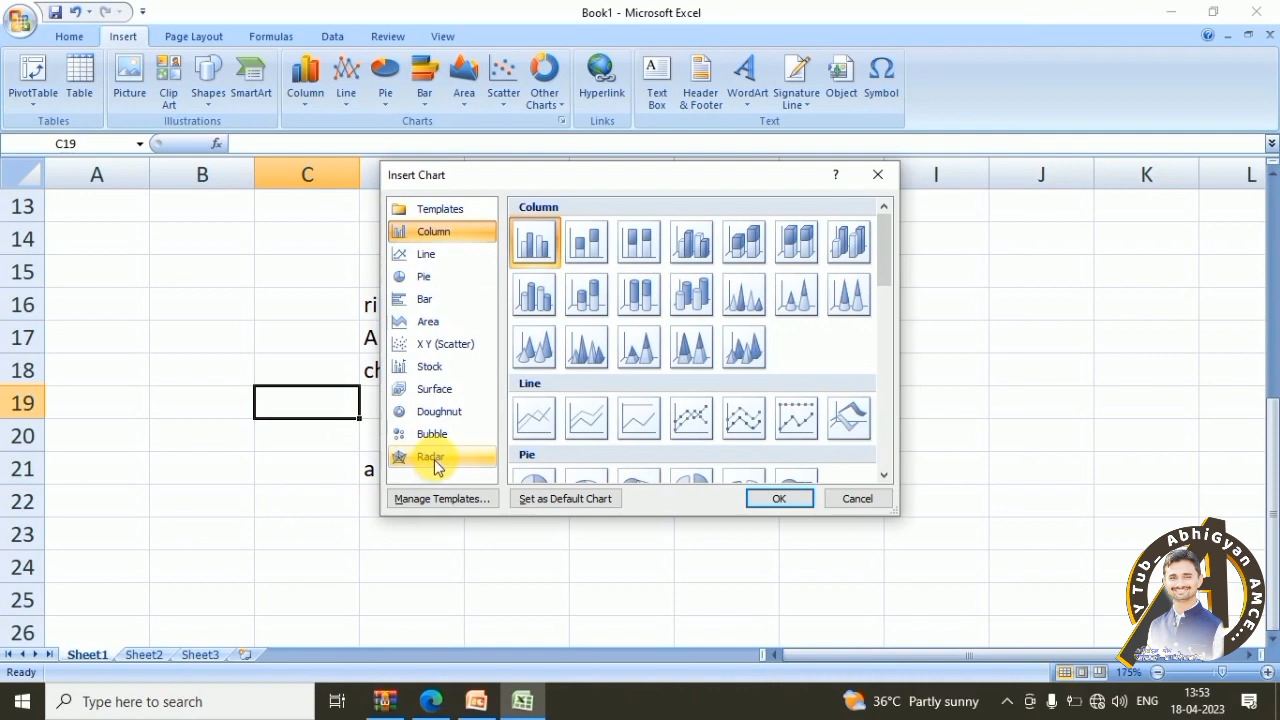 Book1 - Microsoft Excel
Home Insert Page Layout Formulas Data Review View
PivotTable Table Picture Clip Art Shapes SmartArt Column Line Pie Bar Area Scatter Other Charts Hyperlink Text Box Header & Footer WordArt Signature Line Object Symbol
Tables Illustrations Charts Links Text
C19 fx
A B C I J K L
Insert Chart ?
13
14
15
16 ri
17 A
18 ch
19
20
21 a
22
23
24
25
26
Templates
Column
Line
Pie
Bar
Area
X Y (Scatter)
Stock
Surface
Doughnut
Bubble
Radar
Column
Line
Pie
Manage Templates... Set as Default Chart OK Cancel
Y Tub_ AbhiGyan AMCE...
Sheet1 Sheet2 Sheet3
Ready 175%
Type here to search 36°C Partly sunny ENG 13:53
18-04-2023